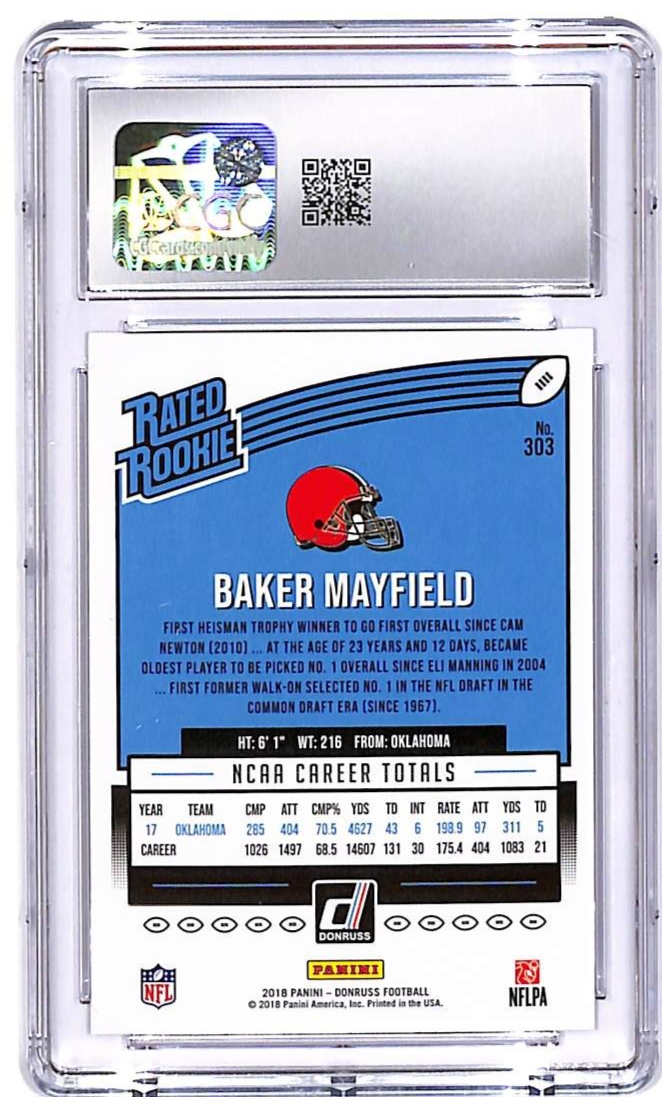 CGC
CGCcards.com
RATED
ROOKIE
No.
303
BAKER MAYFIELD
FIRST HEISMAN TROPHY WINNER TO GO FIRST OVERALL SINCE CAM
NEWTON (2010) ... AT THE AGE OF 23 YEARS AND 12 DAYS, BECAME
OLDEST PLAYER TO BE PICKED NO. 1 OVERALL SINCE ELI MANNING IN 2004
... FIRST FORMER WALK-ON SELECTED NO. 1 IN THE NFL DRAFT IN THE
COMMON DRAFT ERA (SINCE 1967).
HT: 6' 1" WT: 216 FROM: OKLAHOMA
NCAA CAREER TOTALS
YEAR TEAM CMP ATT CMP% YDS TD INT RATE ATT YDS TD
17 OKLAHOMA 285 404 70.5 4627 43 6 198.9 97 311 5
CAREER 1026 1497 68.5 14607 131 30 175.4 404 1083 21
d
DONRUSS
NFL
PANINI
2018 PANINI – DONRUSS FOOTBALL
© 2018 Panini America, Inc. Printed in the USA.
NFLPA